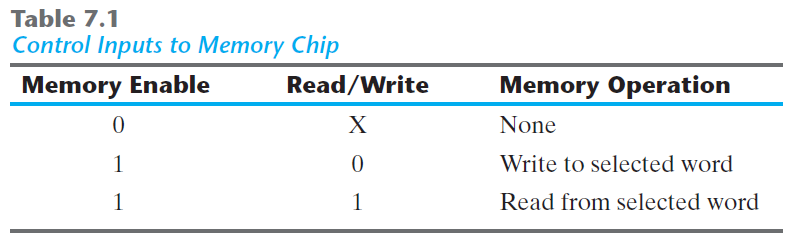 Table 7.1
Control Inputs to Memory Chip
Memory Enable Read/Write Memory Operation
0 X None
1 0 Write to selected word
1 1 Read from selected word